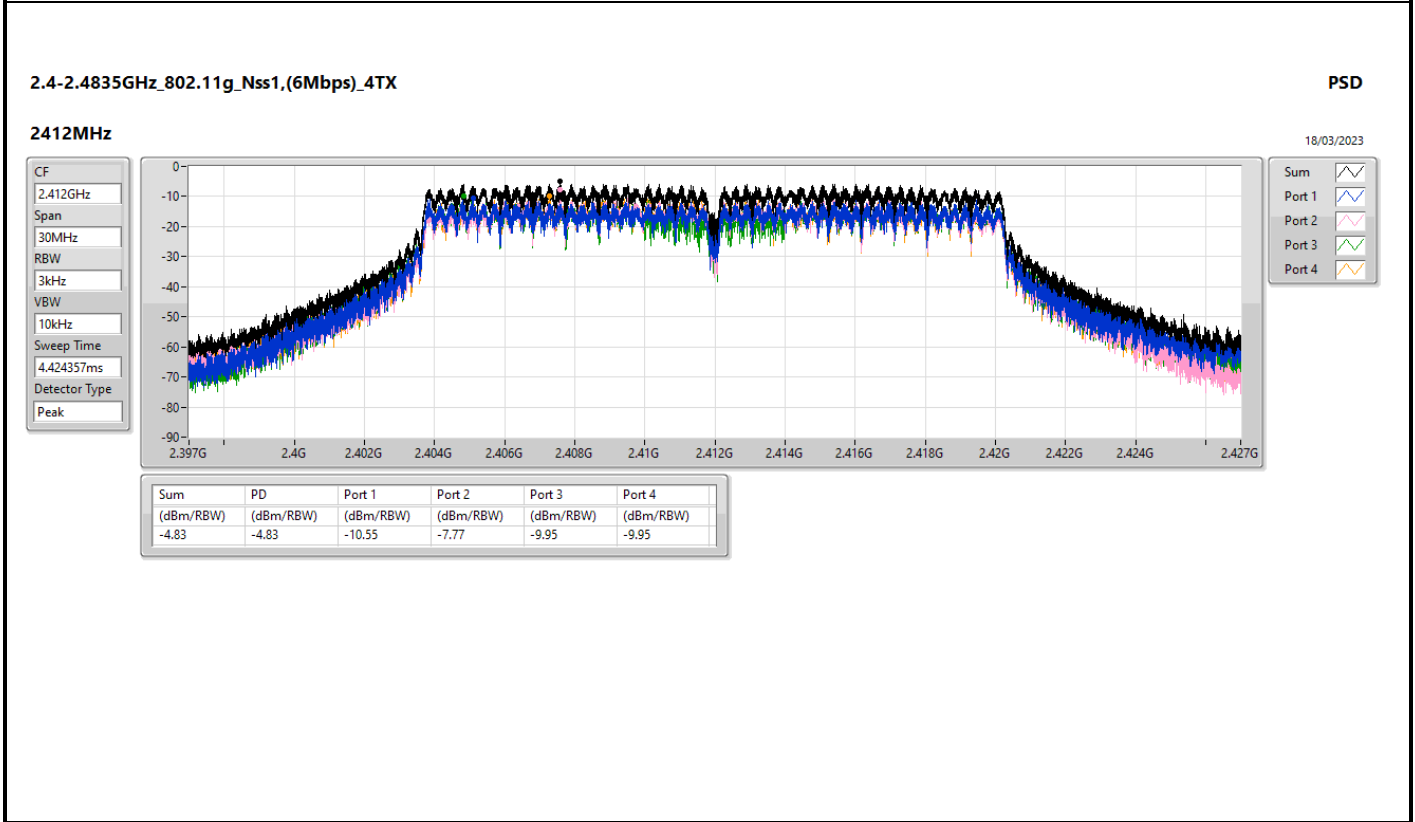 2.4-2.4835GHz_802.11g_Nss1,(6Mbps)_4TX
PSD
2412MHz
18/03/2023
CF
2.412GHz
Span
30MHz
RBW
3kHz
VBW
10kHz
Sweep Time
4.424357ms
Detector Type
Peak
0-
-10-
-20-
-30-
-40-
-50-
-60-
-70-
-80-
-90-
2.397G 2.4G 2.402G 2.404G 2.406G 2.408G 2.41G 2.412G 2.414G 2.416G 2.418G 2.42G 2.422G 2.424G 2.427G
Sum
Port 1
Port 2
Port 3
Port 4
Sum PD Port 1 Port 2 Port 3 Port 4
(dBm/RBW) (dBm/RBW) (dBm/RBW) (dBm/RBW) (dBm/RBW) (dBm/RBW)
-4.83 -4.83 -10.55 -7.77 -9.95 -9.95